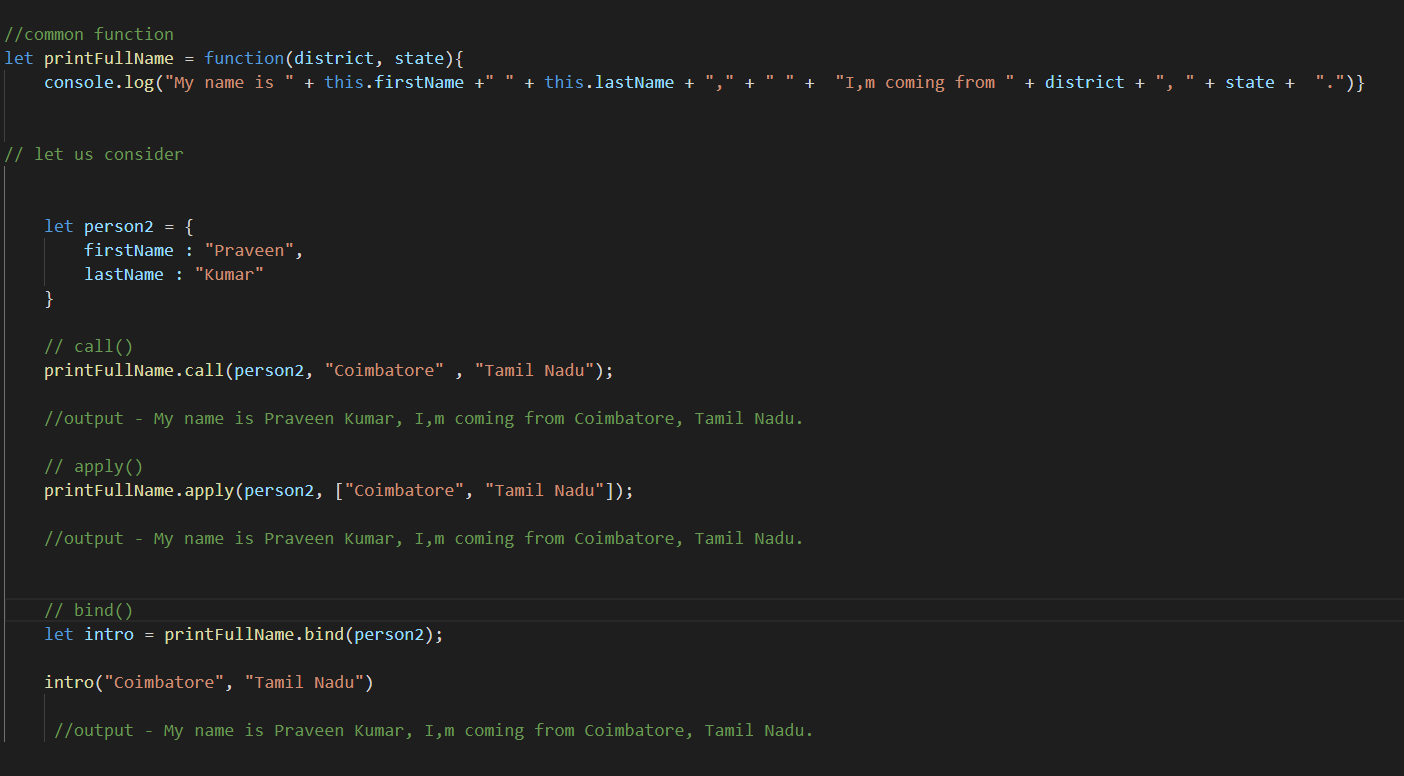 //common function
let printFullName = function(district, state){
    console.log("My name is " + this.firstName +" " + this.lastName + "," + " " +  "I,m coming from " + district + ", " + state +  ".")}
// let us consider
    let person2 = {
        firstName : "Praveen",
        lastName : "Kumar"
    }
    // call()
    printFullName.call(person2, "Coimbatore" , "Tamil Nadu");
    //output - My name is Praveen Kumar, I,m coming from Coimbatore, Tamil Nadu.
    // apply()
    printFullName.apply(person2, ["Coimbatore", "Tamil Nadu"]);
    //output - My name is Praveen Kumar, I,m coming from Coimbatore, Tamil Nadu.
    // bind()
    let intro = printFullName.bind(person2);
    intro("Coimbatore", "Tamil Nadu")
     //output - My name is Praveen Kumar, I,m coming from Coimbatore, Tamil Nadu.